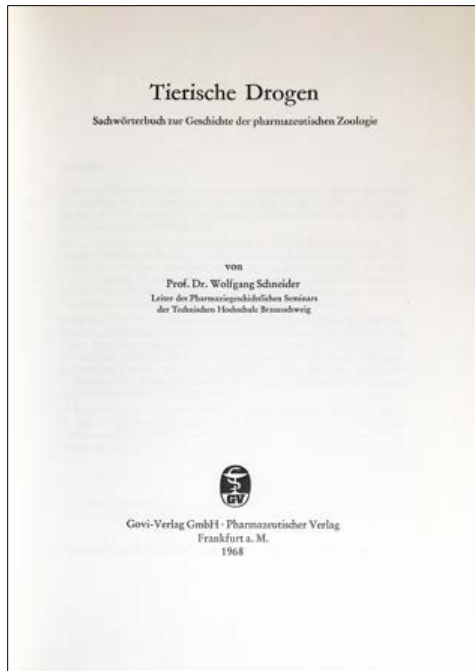 Tierische Drogen
Sachwörterbuch zur Geschichte der pharmazeutischen Zoologie
von
Prof. Dr. Wolfgang Schneider
Leiter des Pharmaziegeschichtlichen Seminars
der Technischen Hochschule Braunschweig
GV
Govi-Verlag GmbH · Pharmazeutischer Verlag
Frankfurt a. M.
1968